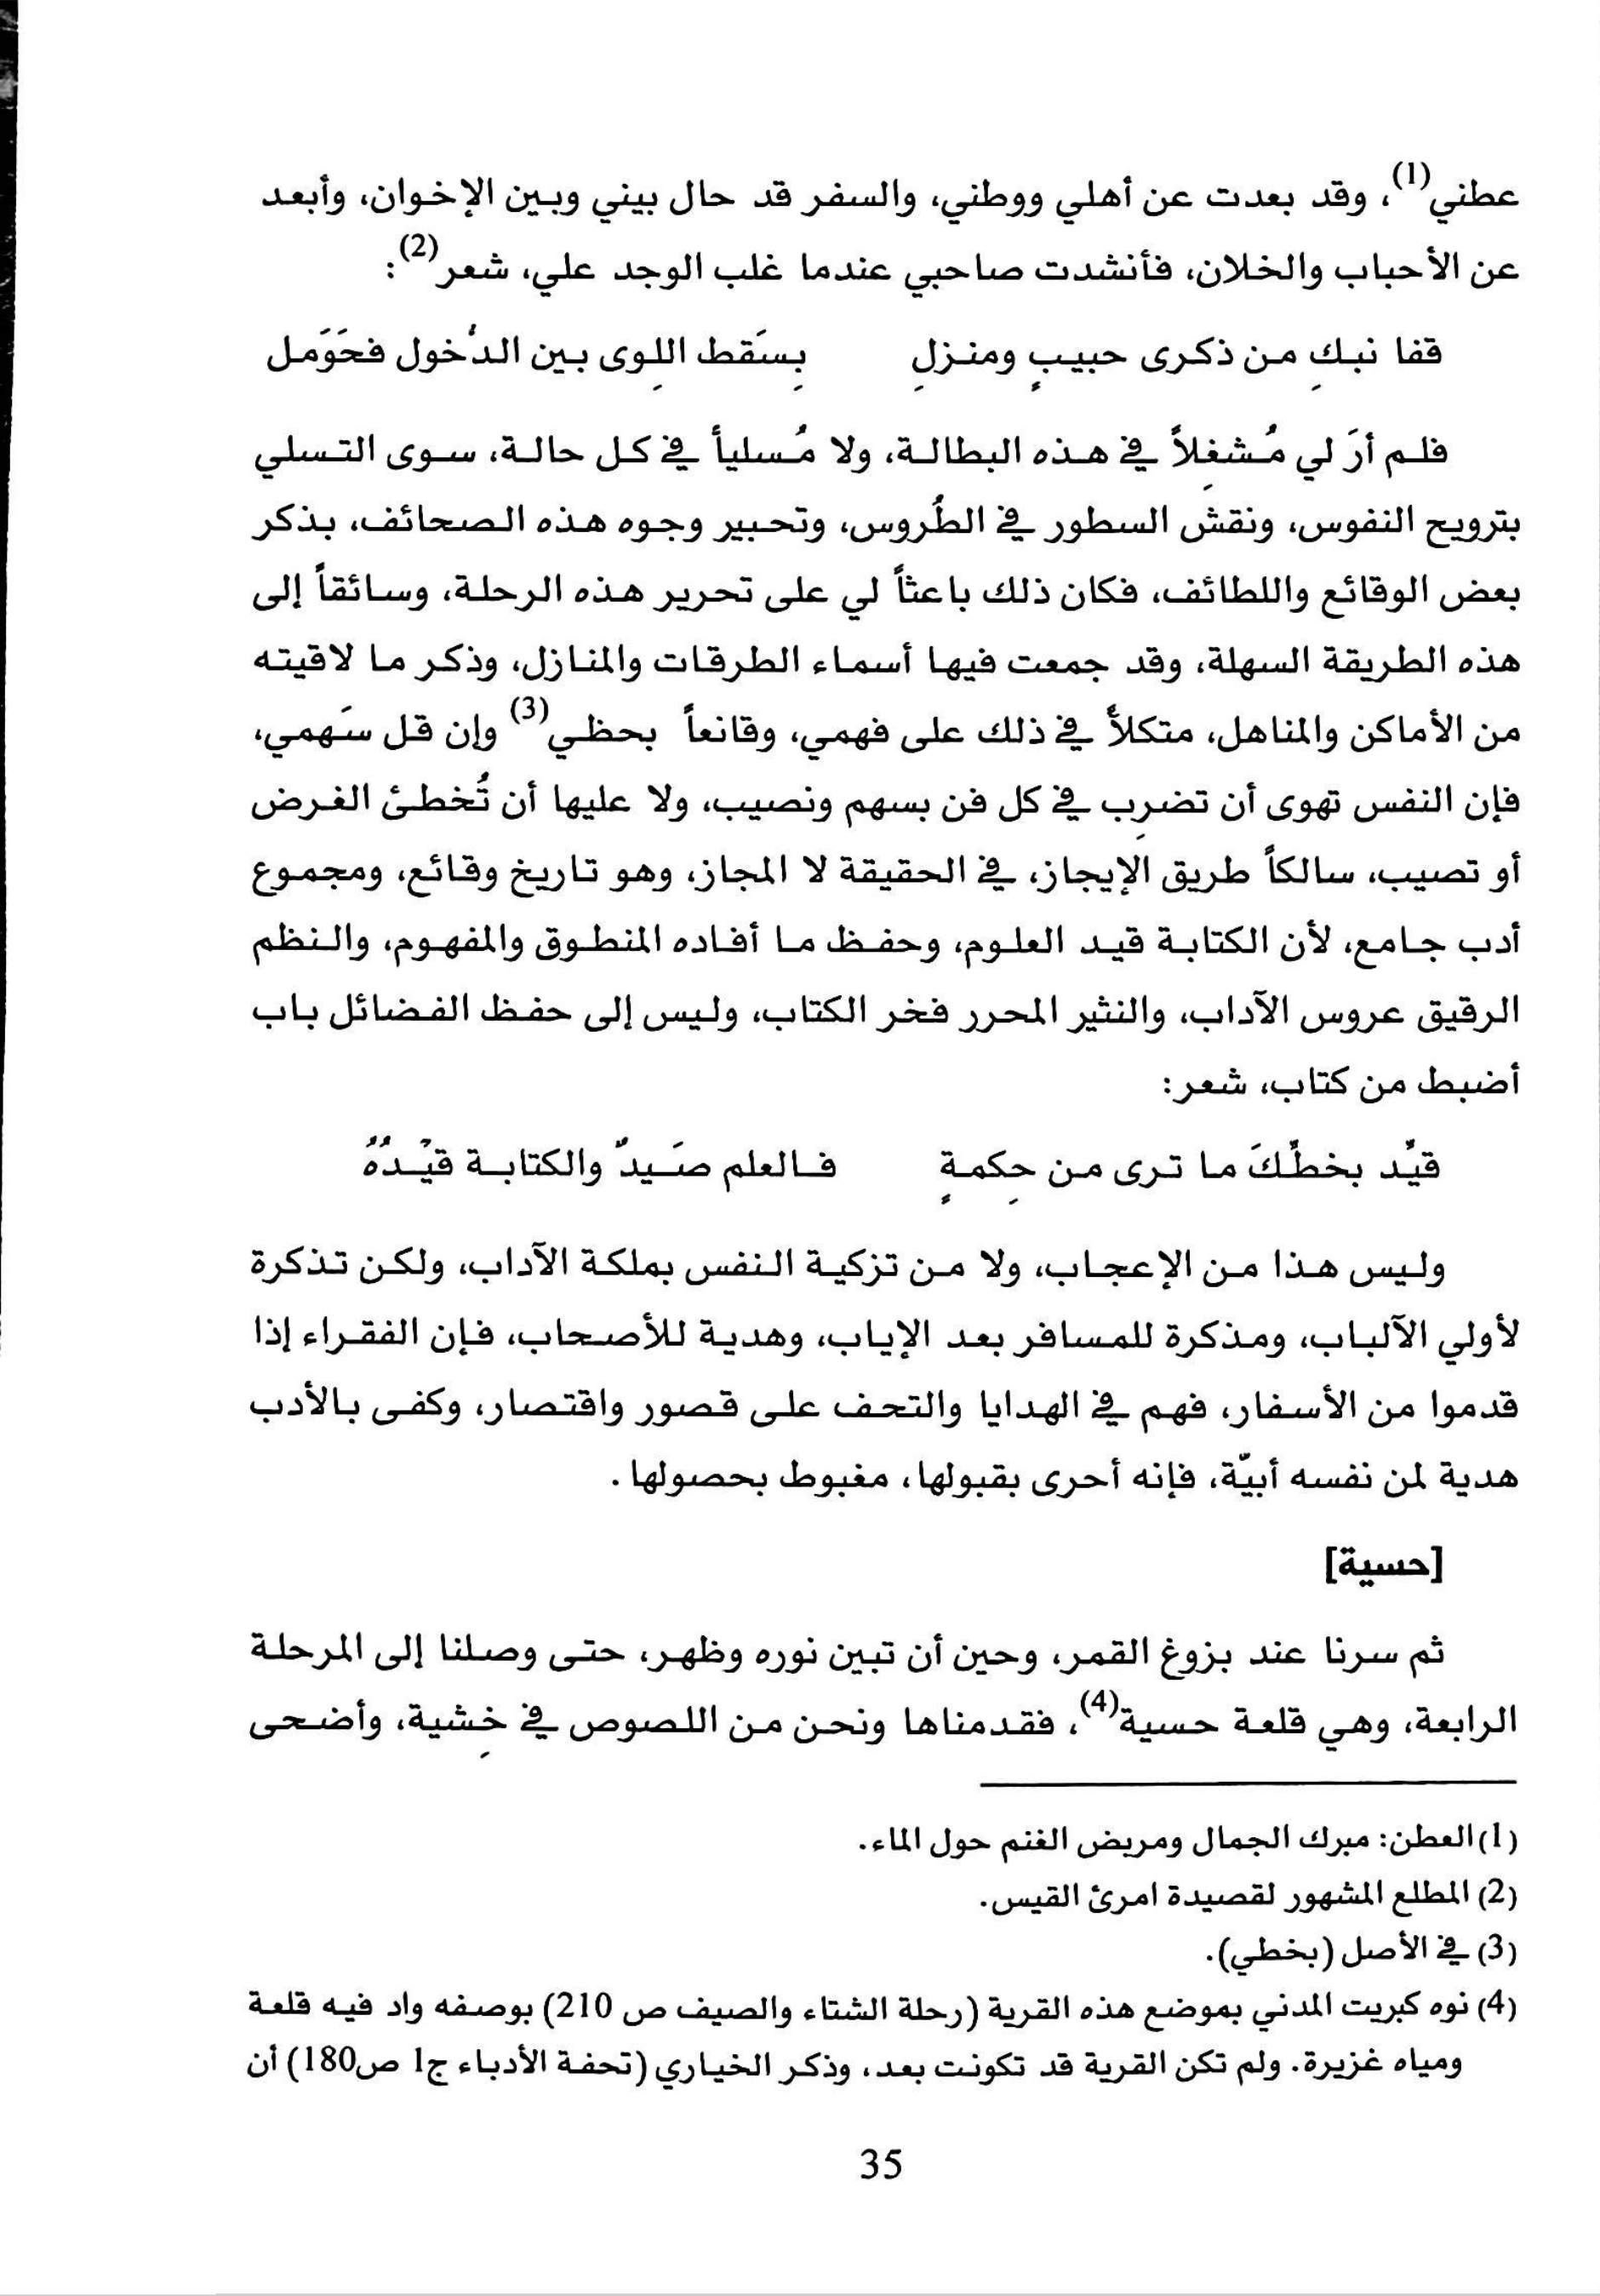 عطني(1)، وقد بعدت عن أهلي ووطني، والسفر قد حال بيني وبين الإخوان، وأبعد
عن الأحباب والخلان، فأنشدت صاحبي عندما غلب الوجد علي، شعر(2):
قفا نبكِ من ذكرى حبيبٍ ومنزلِ بِسَقط اللِوى بين الدُخول فحَوَمل
فلم أرَ لي مُشغِلاً في هذه البطالة، ولا مُسلياً في كل حالة، سوى التسلي
بترويح النفوس، ونقش السطور في الطُروس، وتحبير وجوه هذه الصحائف، بذكر
بعض الوقائع واللطائف، فكان ذلك باعثاً لي على تحرير هذه الرحلة، وسائقاً إلى
هذه الطريقة السهلة، وقد جمعت فيها أسماء الطرقات والمنازل، وذكر ما لاقيته
من الأماكن والمناهل، متكلاً في ذلك على فهمي، وقانعاً بحظي(3) وإن قل سَهمي،
فإن النفس تهوى أن تضرِب في كل فن بسهم ونصيب، ولا عليها أن تُخطئ الغرض
أو تصيب، سالكاً طريق الإيجاز، في الحقيقة لا المجاز، وهو تاريخ وقائع، ومجموع
أدب جامع، لأن الكتابة قيد العلوم، وحفظ ما أفاده المنطوق والمفهوم، والنظم
الرقيق عروس الآداب، والنثير المحرر فخر الكتاب، وليس إلى حفظ الفضائل باب
أضبط من كتاب، شعر:
قيِّد بخطِّكَ ما ترى من حِكمةٍ فالعلم صَيدٌ والكتابة قيْدُهُ
وليس هذا من الإعجاب، ولا من تزكية النفس بملكة الآداب، ولكن تذكرة
لأولي الألباب، ومذكرة للمسافر بعد الإياب، وهدية للأصحاب، فإن الفقراء إذا
قدموا من الأسفار، فهم في الهدايا والتحف على قصور واقتصار، وكفى بالأدب
هدية لمن نفسه أبيّة، فإنه أحرى بقبولها، مغبوط بحصولها.
[حسية]
ثم سرنا عند بزوغ القمر، وحين أن تبين نوره وظهر، حتى وصلنا إلى المرحلة
الرابعة، وهي قلعة حسية(4)، فقدمناها ونحن من اللصوص في خِشية، وأضحى
(1) العطن: مبرك الجمال ومربض الغنم حول الماء.
(2) المطلع المشهور لقصيدة امرئ القيس.
(3) في الأصل (بخطي).
(4) نوه كبريت المدني بموضع هذه القرية (رحلة الشتاء والصيف ص 210) بوصفه واد فيه قلعة
ومياه غزيرة. ولم تكن القرية قد تكونت بعد، وذكر الخياري (تحفة الأدباء ج1 ص180) أن
35